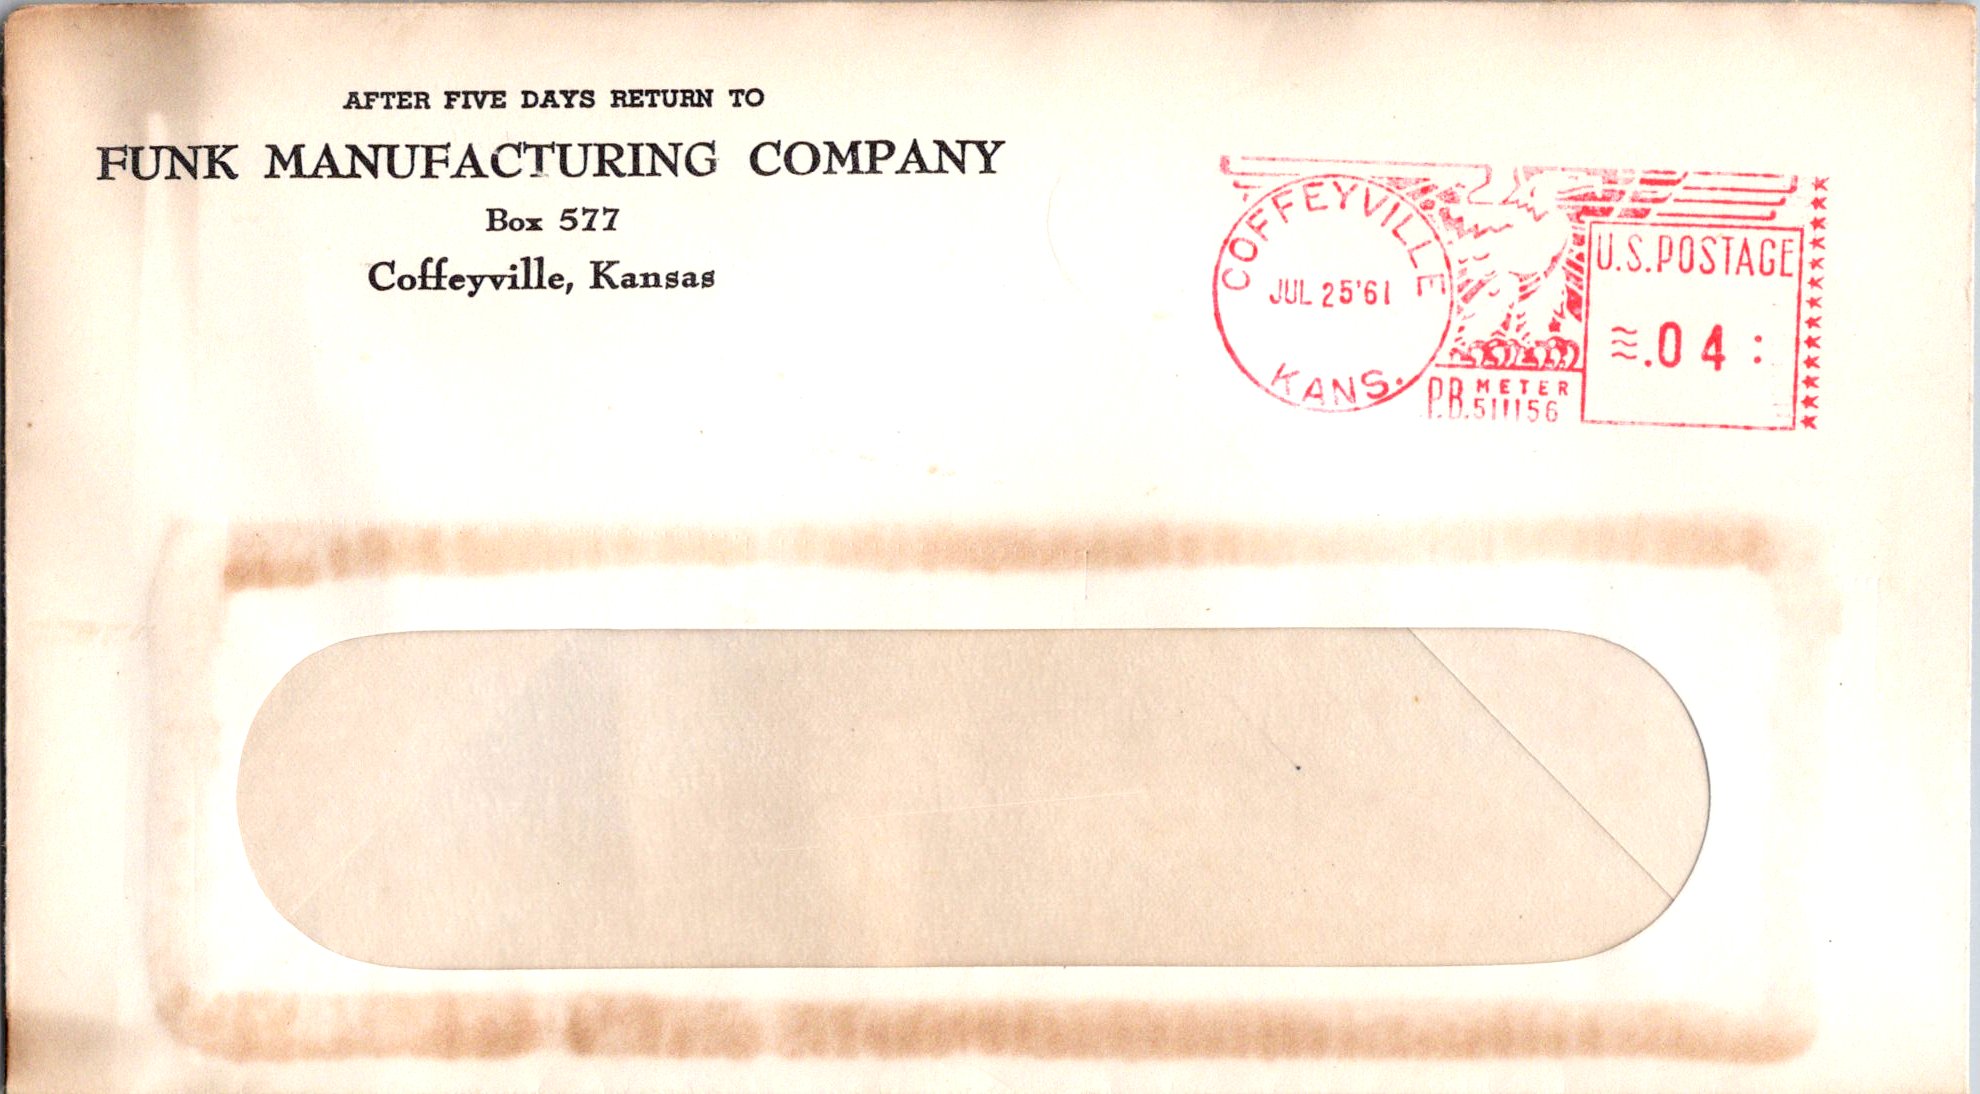 AFTER FIVE DAYS RETURN TO
FUNK MANUFACTURING COMPANY
Box 577
Coffeyville, Kansas
COFFEYVILLE
JUL 25'61
KANS.
P.B. METER
511156
U.S. POSTAGE
.04